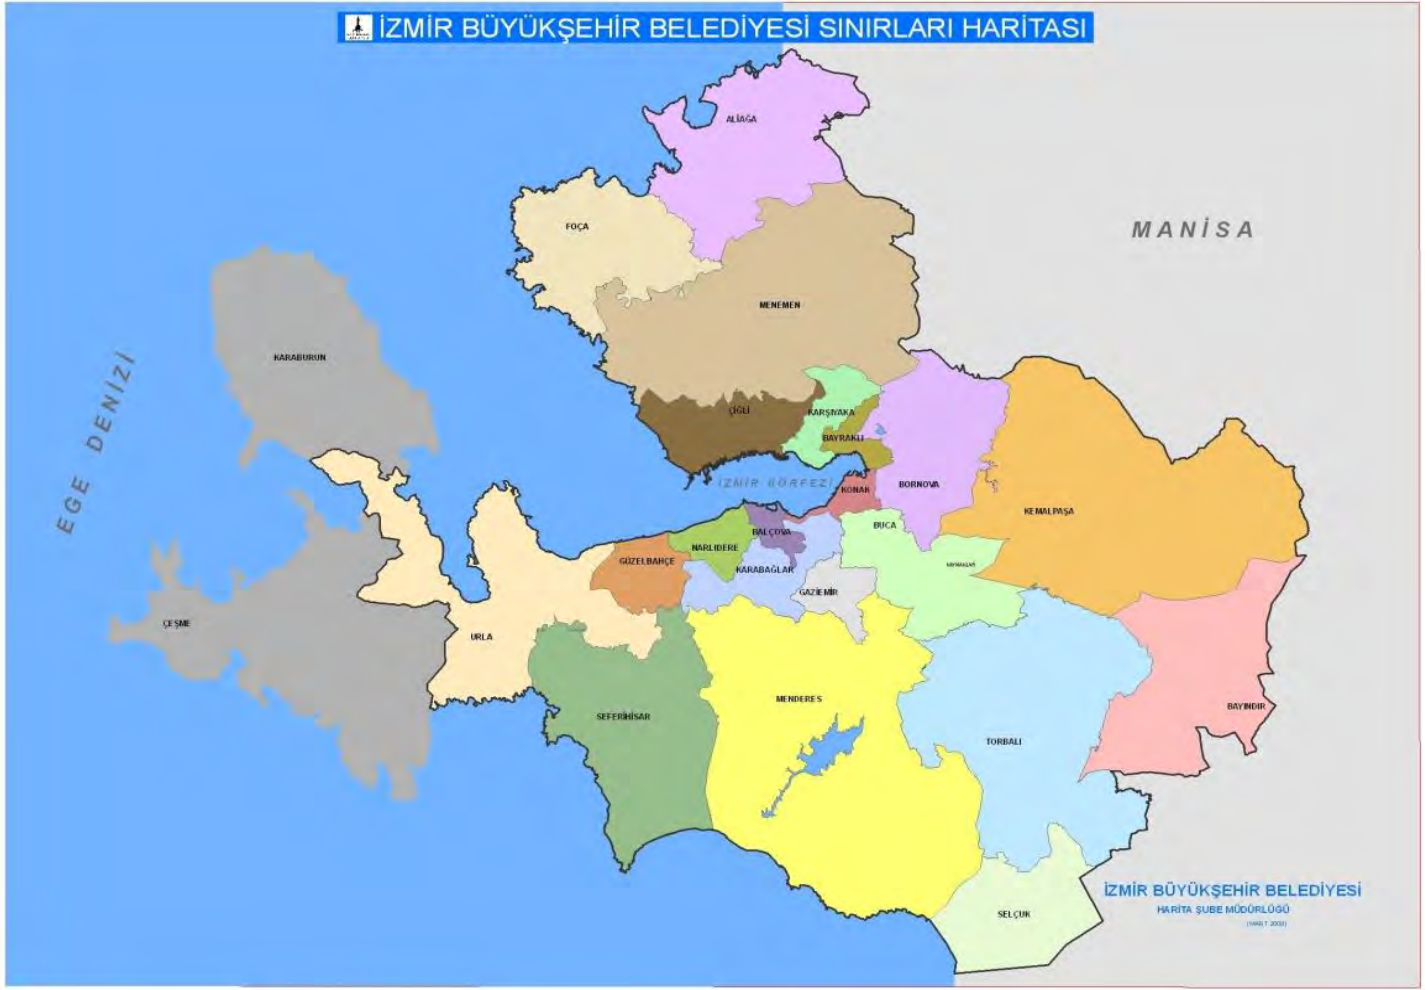 İZMİR BÜYÜKŞEHİR BELEDİYESİ SINIRLARI HARİTASI
ALİAĞA
FOÇA
MANİSA
MENEMEN
KARABURUN
EGE DENİZİ
ÇİĞLİ
KARŞIYAKA
BAYRAKLI
İZMİR KÖRFEZİ
KONAK
BORNOVA
KEMALPAŞA
BUCA
BALÇOVA
NARLIDERE
GÜZELBAHÇE
KARABAĞLAR
GAZİEMİR
ÇEŞME
URLA
MENDERES
SEFERİHİSAR
BAYINDIR
TORBALI
İZMİR BÜYÜKŞEHİR BELEDİYESİ
HARİTA ŞUBE MÜDÜRLÜĞÜ
SELÇUK